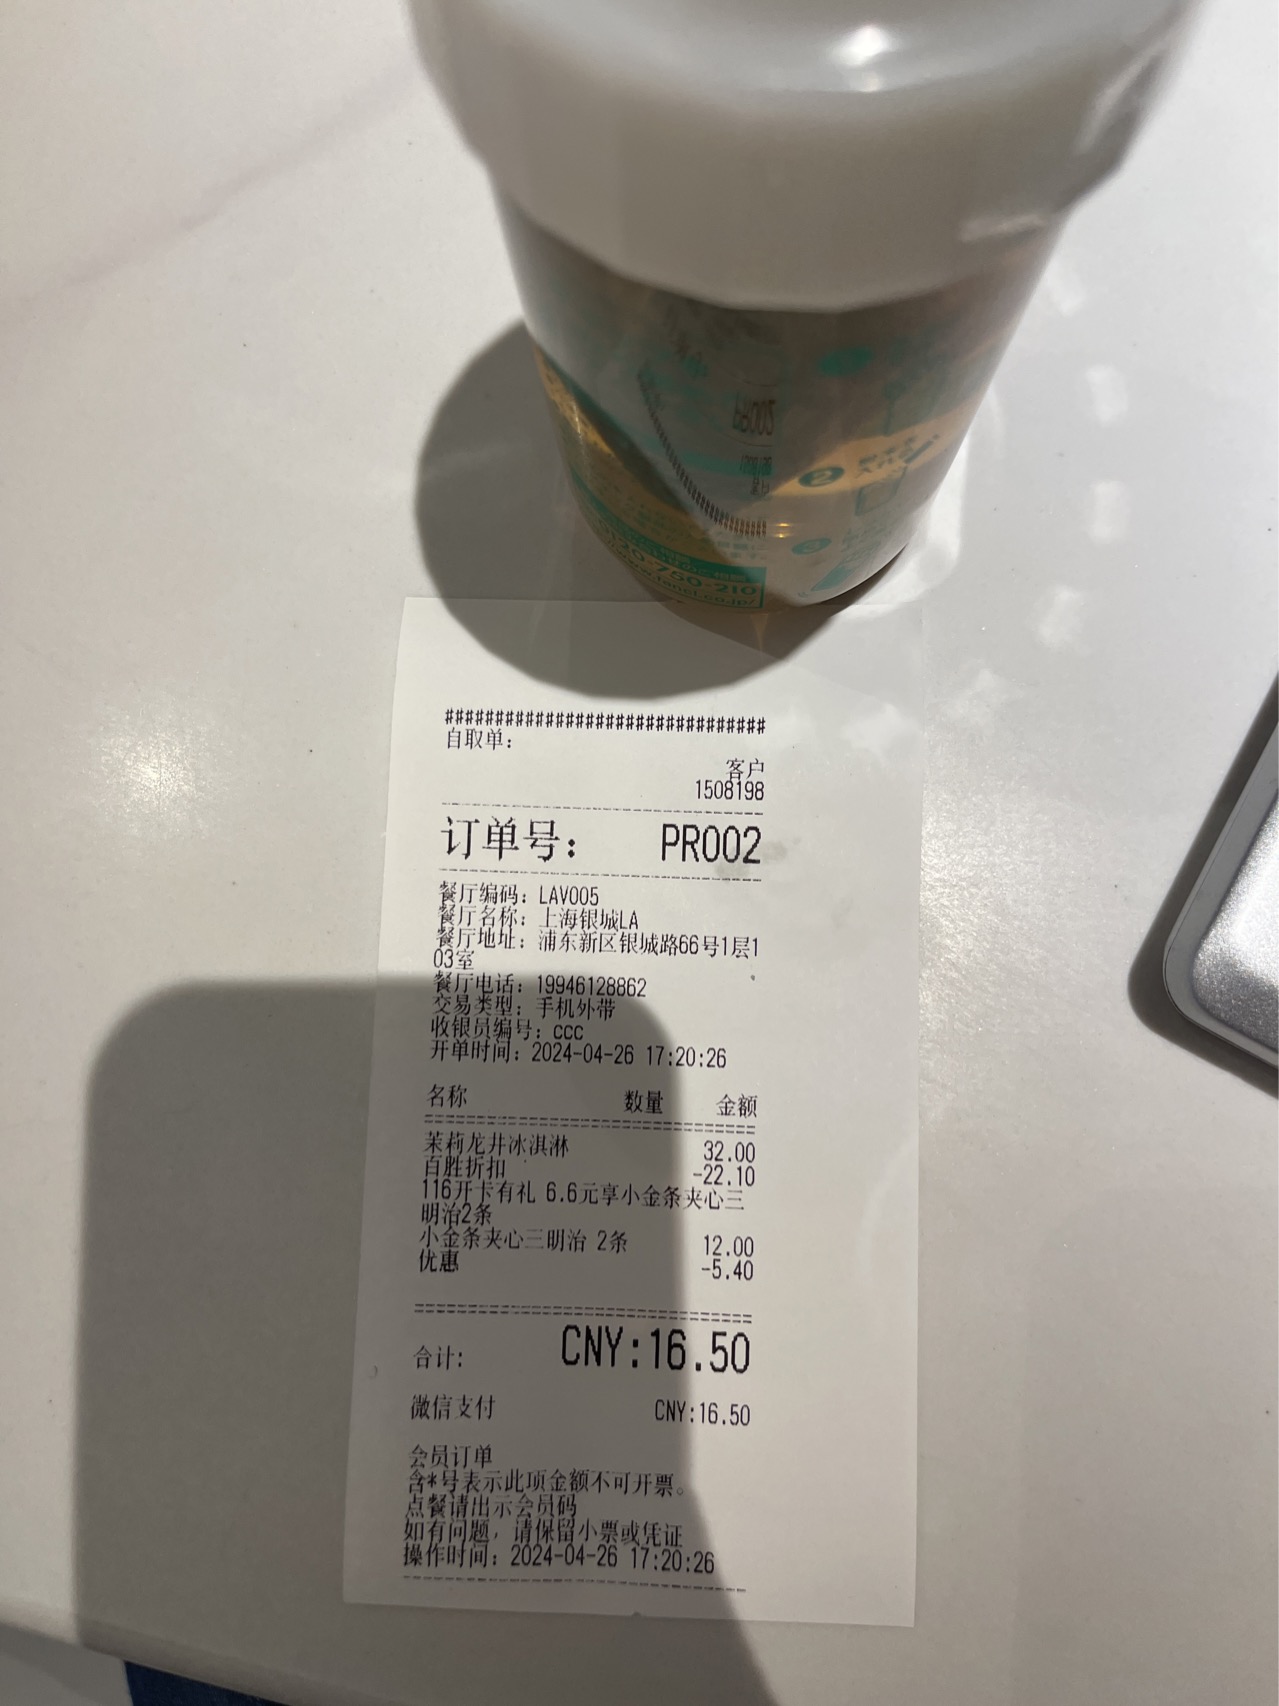 2
3
0120-750-210
www.fancl.co.jp/
################################
自取单:
客户
1508198
订单号: PR002
餐厅编码: LAV005
餐厅名称: 上海银城LA
餐厅地址: 浦东新区银城路66号1层1
03室
餐厅电话: 19946128862
交易类型: 手机外带
收银员编号: ccc
开单时间: 2024-04-26 17:20:26
名称 数量 金额
茉莉龙井冰淇淋 32.00
百胜折扣 -22.10
116开卡有礼 6.6元享小金条夹心三
明治2条
小金条夹心三明治 2条 12.00
优惠 -5.40
合计: CNY:16.50
微信支付 CNY:16.50
会员订单
含*号表示此项金额不可开票。
点餐请出示会员码
如有问题, 请保留小票或凭证
操作时间: 2024-04-26 17:20:26